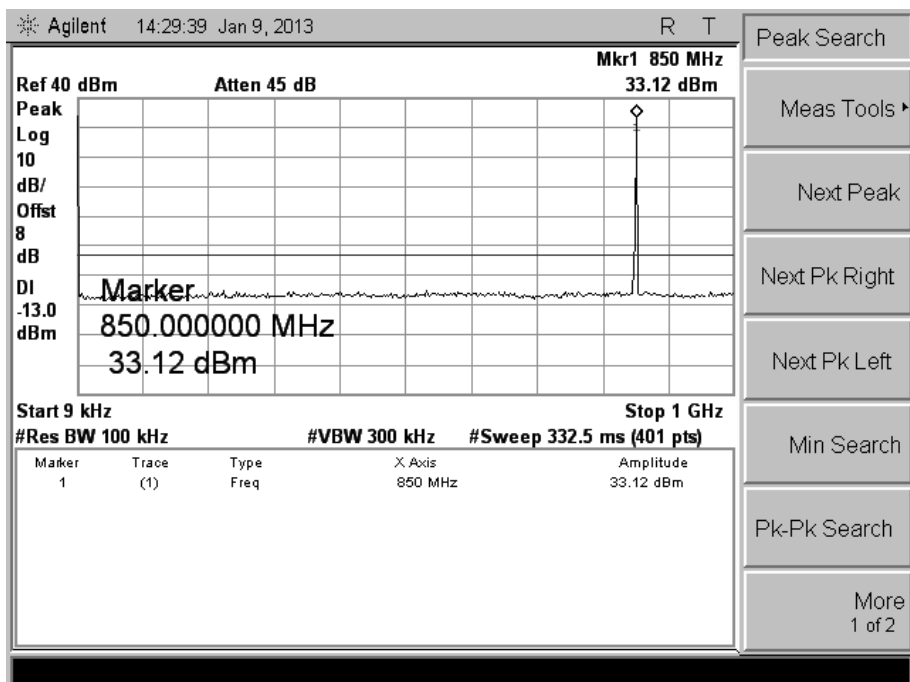 Agilent 14:29:39 Jan 9, 2013 R T
Peak Search
Mkr1 850 MHz
Ref 40 dBm Atten 45 dB 33.12 dBm
Peak
Log
10
dB/
Offst
8
dB
DI
-13.0
dBm
Marker
850.000000 MHz
33.12 dBm
Start 9 kHz Stop 1 GHz
#Res BW 100 kHz #VBW 300 kHz #Sweep 332.5 ms (401 pts)
Marker Trace Type X Axis Amplitude
1 (1) Freq 850 MHz 33.12 dBm
Meas Tools
Next Peak
Next Pk Right
Next Pk Left
Min Search
Pk-Pk Search
More
1 of 2